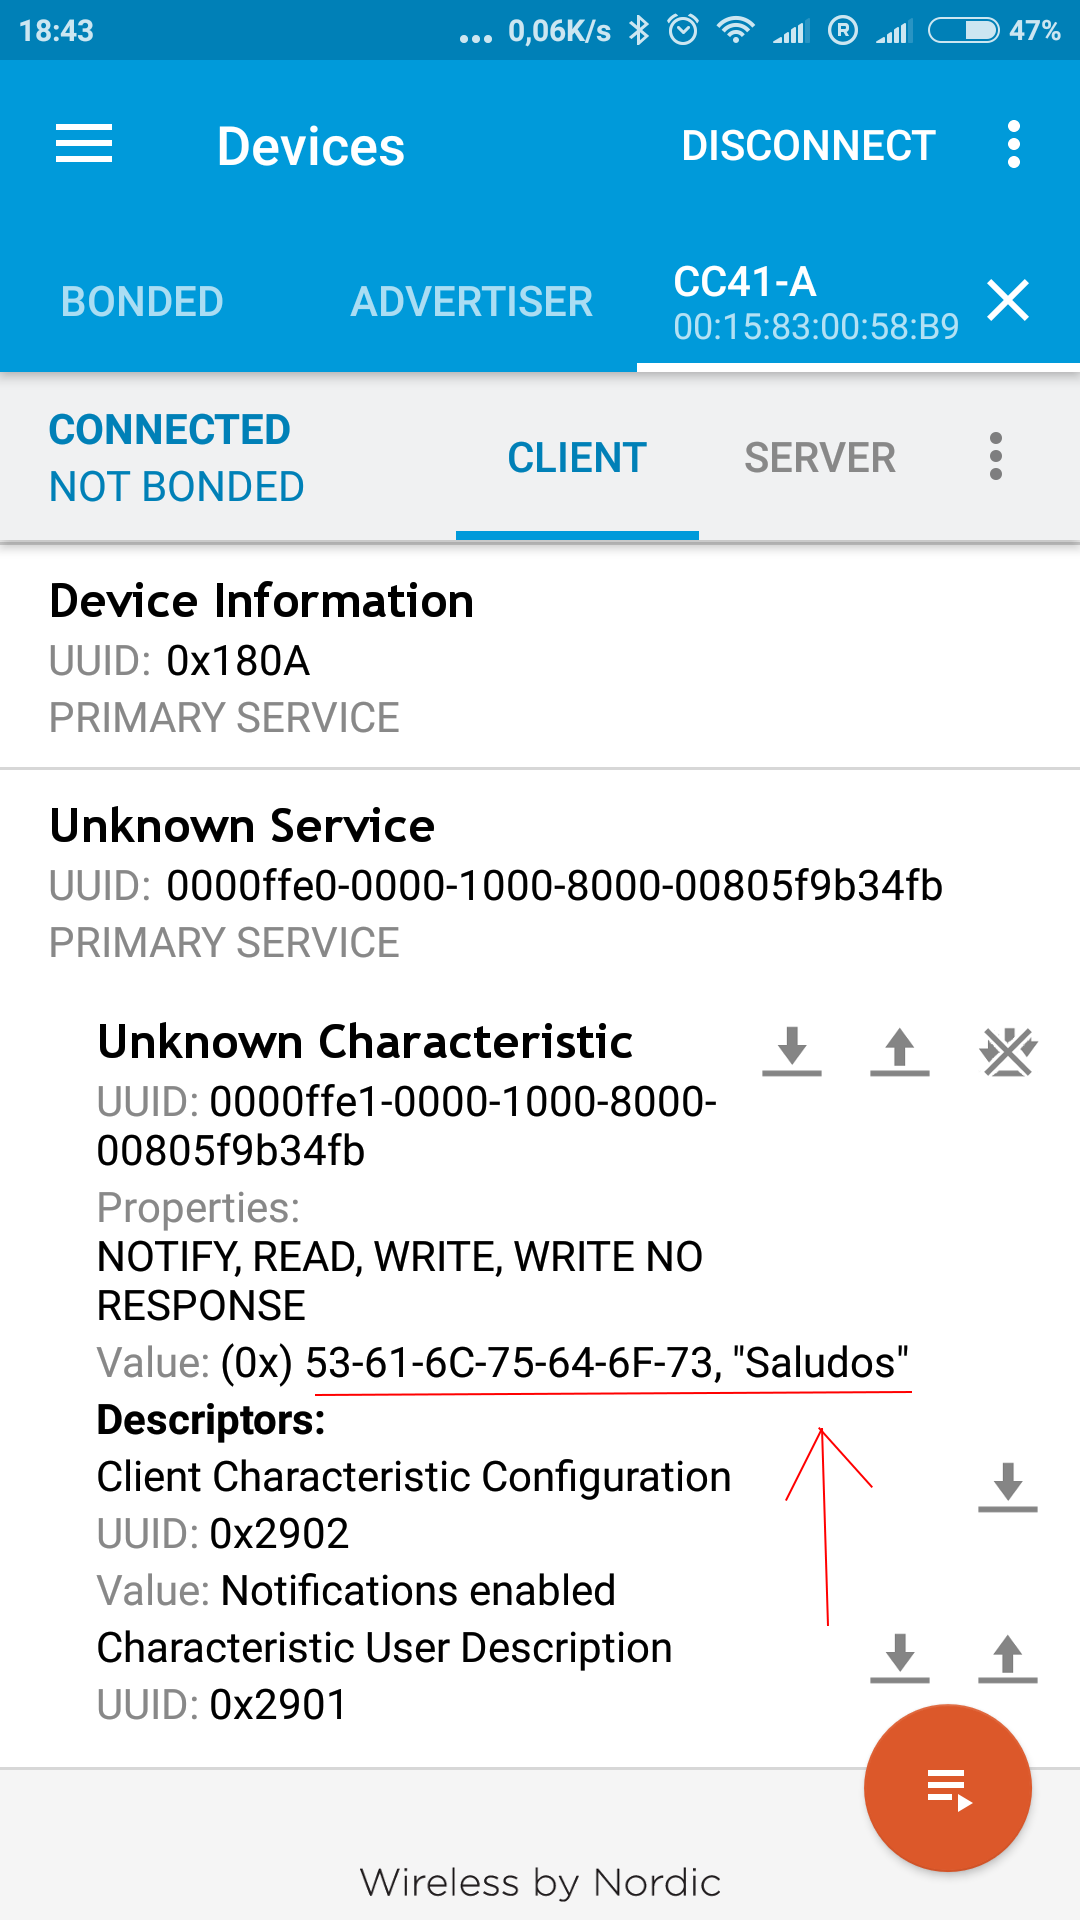 18:43 ... 0,06K/s R 47%
Devices DISCONNECT
BONDED ADVERTISER CC41-A
00:15:83:00:58:B9
CONNECTED
NOT BONDED
CLIENT SERVER
Device Information
UUID: 0x180A
PRIMARY SERVICE
Unknown Service
UUID: 0000ffe0-0000-1000-8000-00805f9b34fb
PRIMARY SERVICE
Unknown Characteristic
UUID: 0000ffe1-0000-1000-8000-
00805f9b34fb
Properties:
NOTIFY, READ, WRITE, WRITE NO
RESPONSE
Value: (0x) 53-61-6C-75-64-6F-73, "Saludos"
Descriptors:
Client Characteristic Configuration
UUID: 0x2902
Value: Notifications enabled
Characteristic User Description
UUID: 0x2901
Wireless by Nordic